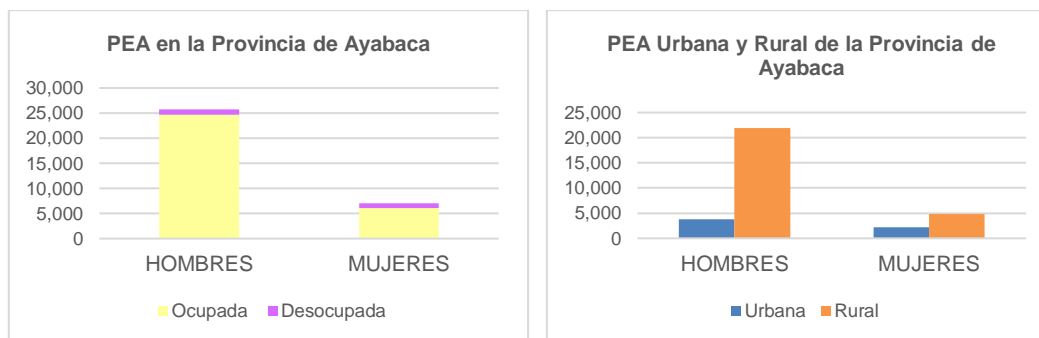 PEA en la Provincia de Ayabaca
30,000
25,000
20,000
15,000
10,000
5,000
0
HOMBRES MUJERES
Ocupada Desocupada
PEA Urbana y Rural de la Provincia de
Ayabaca
25,000
20,000
15,000
10,000
5,000
0
HOMBRES MUJERES
Urbana Rural